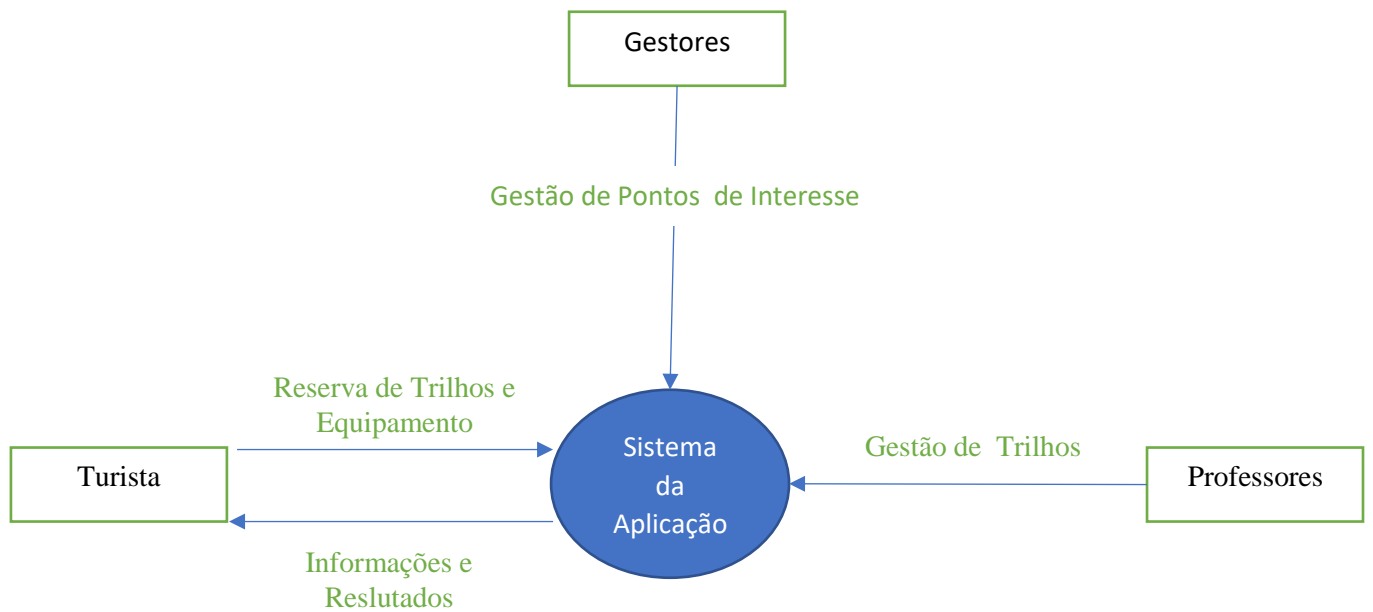 Gestores
Gestão de Pontos  de Interesse
Reserva de Trilhos e
Equipamento
Turista
Sistema
da
Aplicação
Gestão de  Trilhos
Professores
Informações e
Reslutados